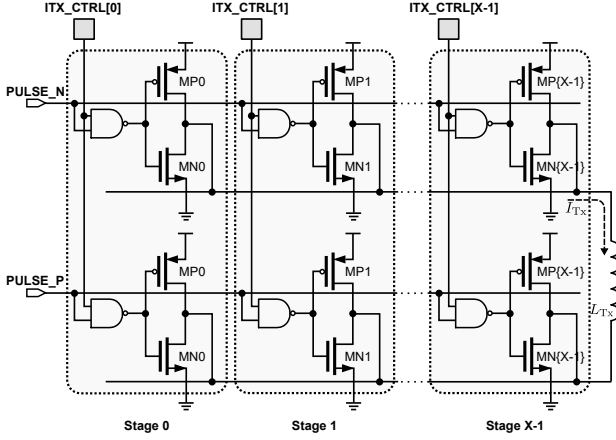 ITX_CTRL[0] ITX_CTRL[1] ITX_CTRL[X-1]
MP0 MP1 MP{X-1}
PULSE_N
MN0 MN1 MN{X-1}
I_Tx
MP0 MP1 MP{X-1}
PULSE_P
L_Tx
MN0 MN1 MN{X-1}
Stage 0 Stage 1 Stage X-1